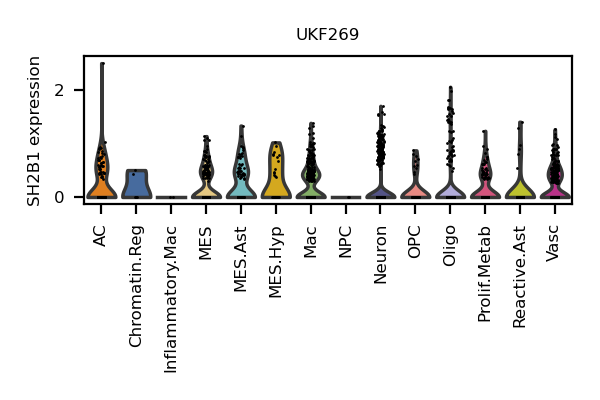 UKF269
SH2B1 expression
2
0
AC
Chromatin.Reg
Inflammatory.Mac
MES
MES.Ast
MES.Hyp
Mac
NPC
Neuron
OPC
Oligo
Prolif.Metab
Reactive.Ast
Vasc